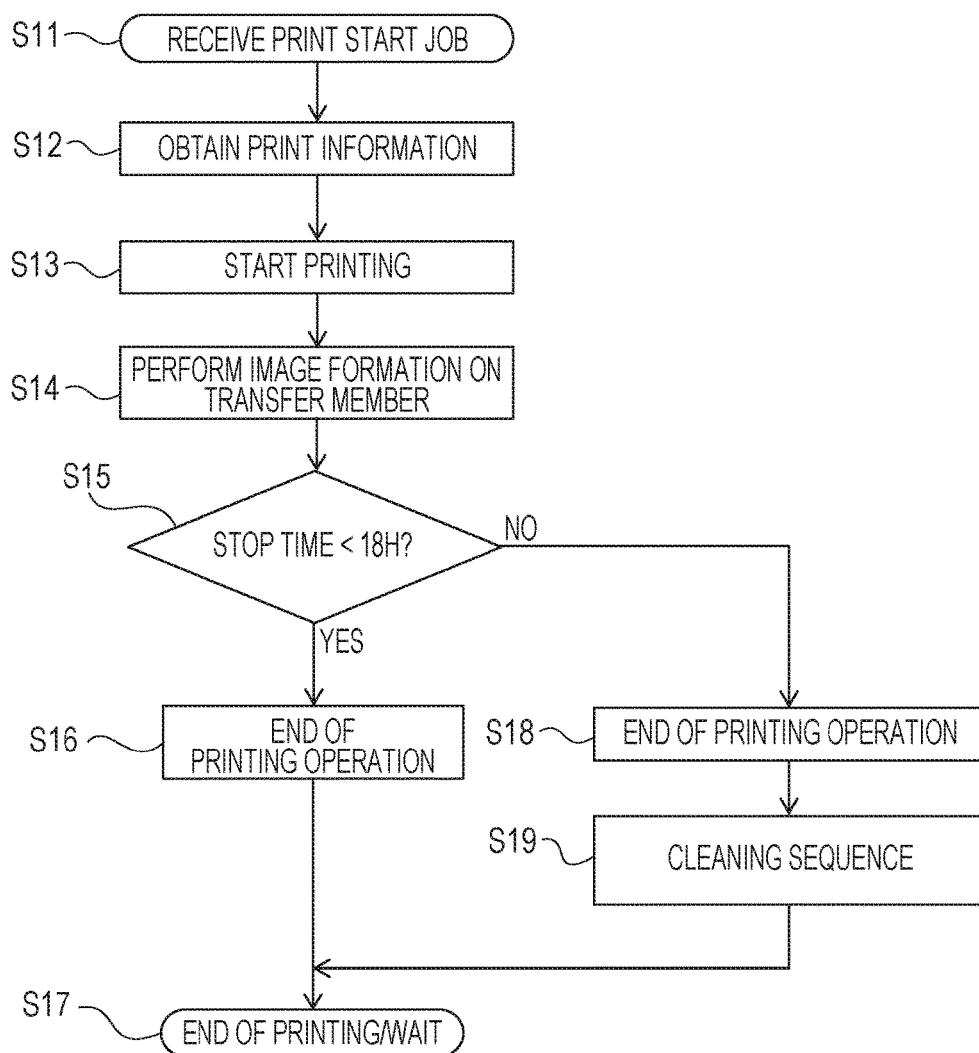 S11
RECEIVE PRINT START JOB
S12
OBTAIN PRINT INFORMATION
S13
START PRINTING
S14
PERFORM IMAGE FORMATION ON
TRANSFER MEMBER
S15
STOP TIME < 18H?
NO
YES
S16
END OF
PRINTING OPERATION
S18
END OF PRINTING OPERATION
S19
CLEANING SEQUENCE
S17
END OF PRINTING/WAIT